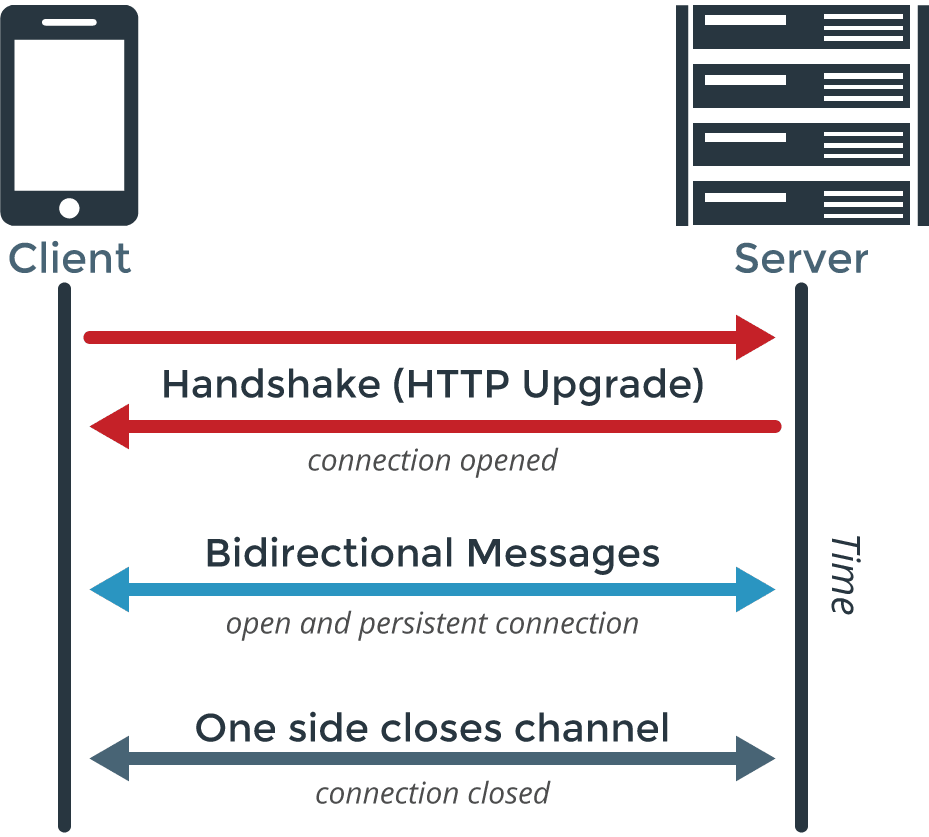 Client
Server
Handshake (HTTP Upgrade)
connection opened
Bidirectional Messages
open and persistent connection
Time
One side closes channel
connection closed